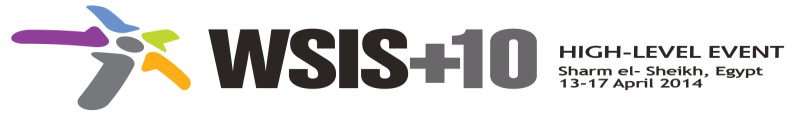 WSIS+10
HIGH-LEVEL EVENT
Sharm el- Sheikh, Egypt
13-17 April 2014